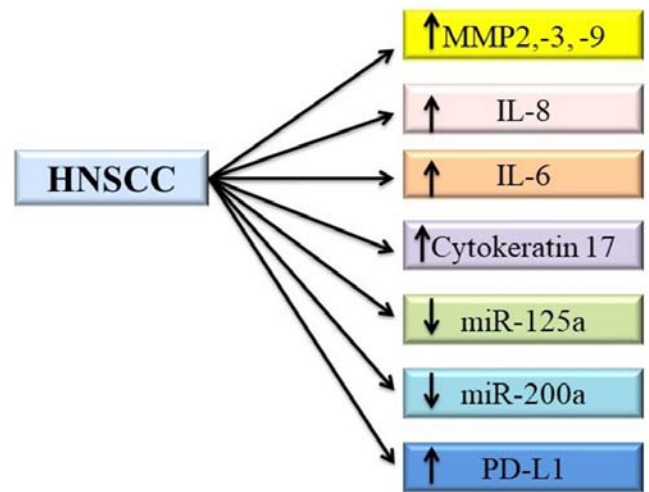 ↑MMP2,-3, -9
↑ IL-8
↑ IL-6
HNSCC
↑Cytokeratin 17
↓ miR-125a
↓ miR-200a
↑ PD-L1